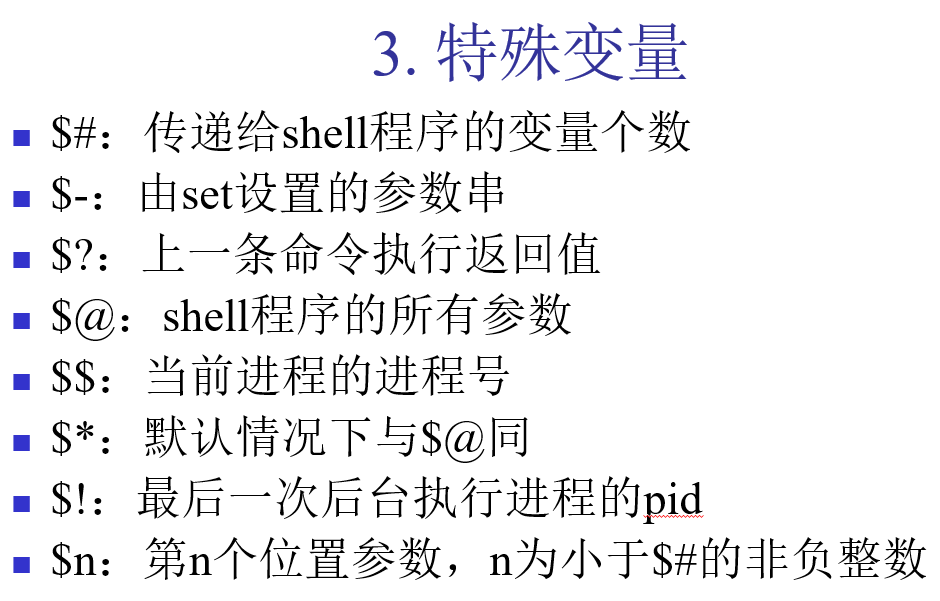 3. 特殊变量
$#：传递给shell程序的变量个数
$-：由set设置的参数串
$?：上一条命令执行返回值
$@：shell程序的所有参数
$$：当前进程的进程号
$*：默认情况下与$@同
$!：最后一次后台执行进程的pid
$n：第n个位置参数，n为小于$#的非负整数